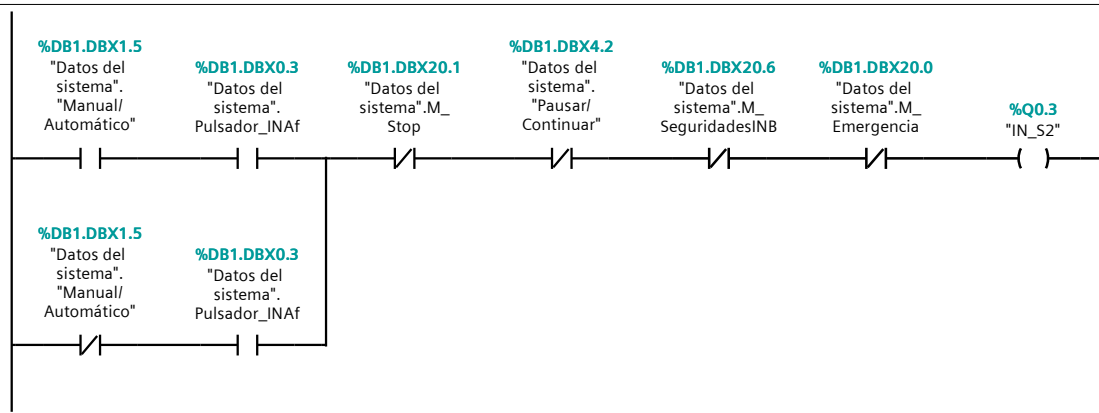 %DB1.DBX1.5
"Datos del
sistema".
"Manual/
Automático"
%DB1.DBX0.3
"Datos del
sistema".
Pulsador_INAf
%DB1.DBX20.1
"Datos del
sistema".M_
Stop
%DB1.DBX4.2
"Datos del
sistema".
"Pausar/
Continuar"
%DB1.DBX20.6
"Datos del
sistema".M_
SeguridadesINB
%DB1.DBX20.0
"Datos del
sistema".M_
Emergencia
%Q0.3
"IN_S2"
%DB1.DBX1.5
"Datos del
sistema".
"Manual/
Automático"
%DB1.DBX0.3
"Datos del
sistema".
Pulsador_INAf